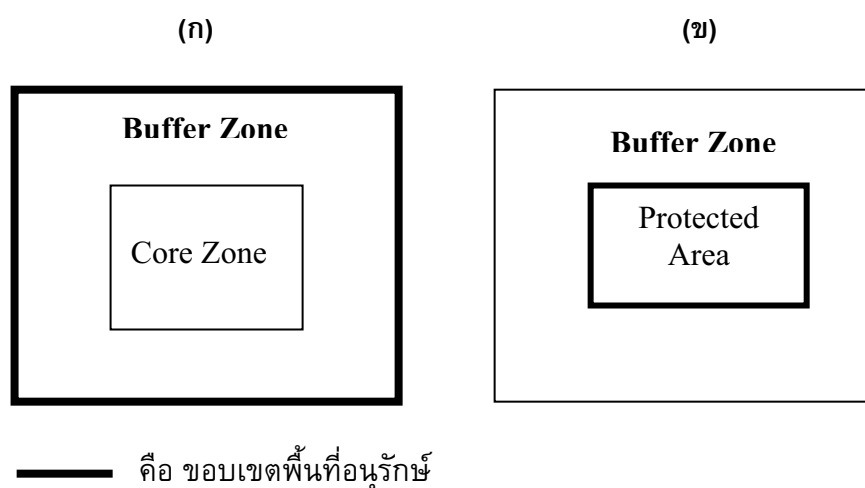 (ก) (ข)
Buffer Zone
Buffer Zone
Core Zone
Protected
Area
คือ ขอบเขตพื้นที่อนุรักษ์